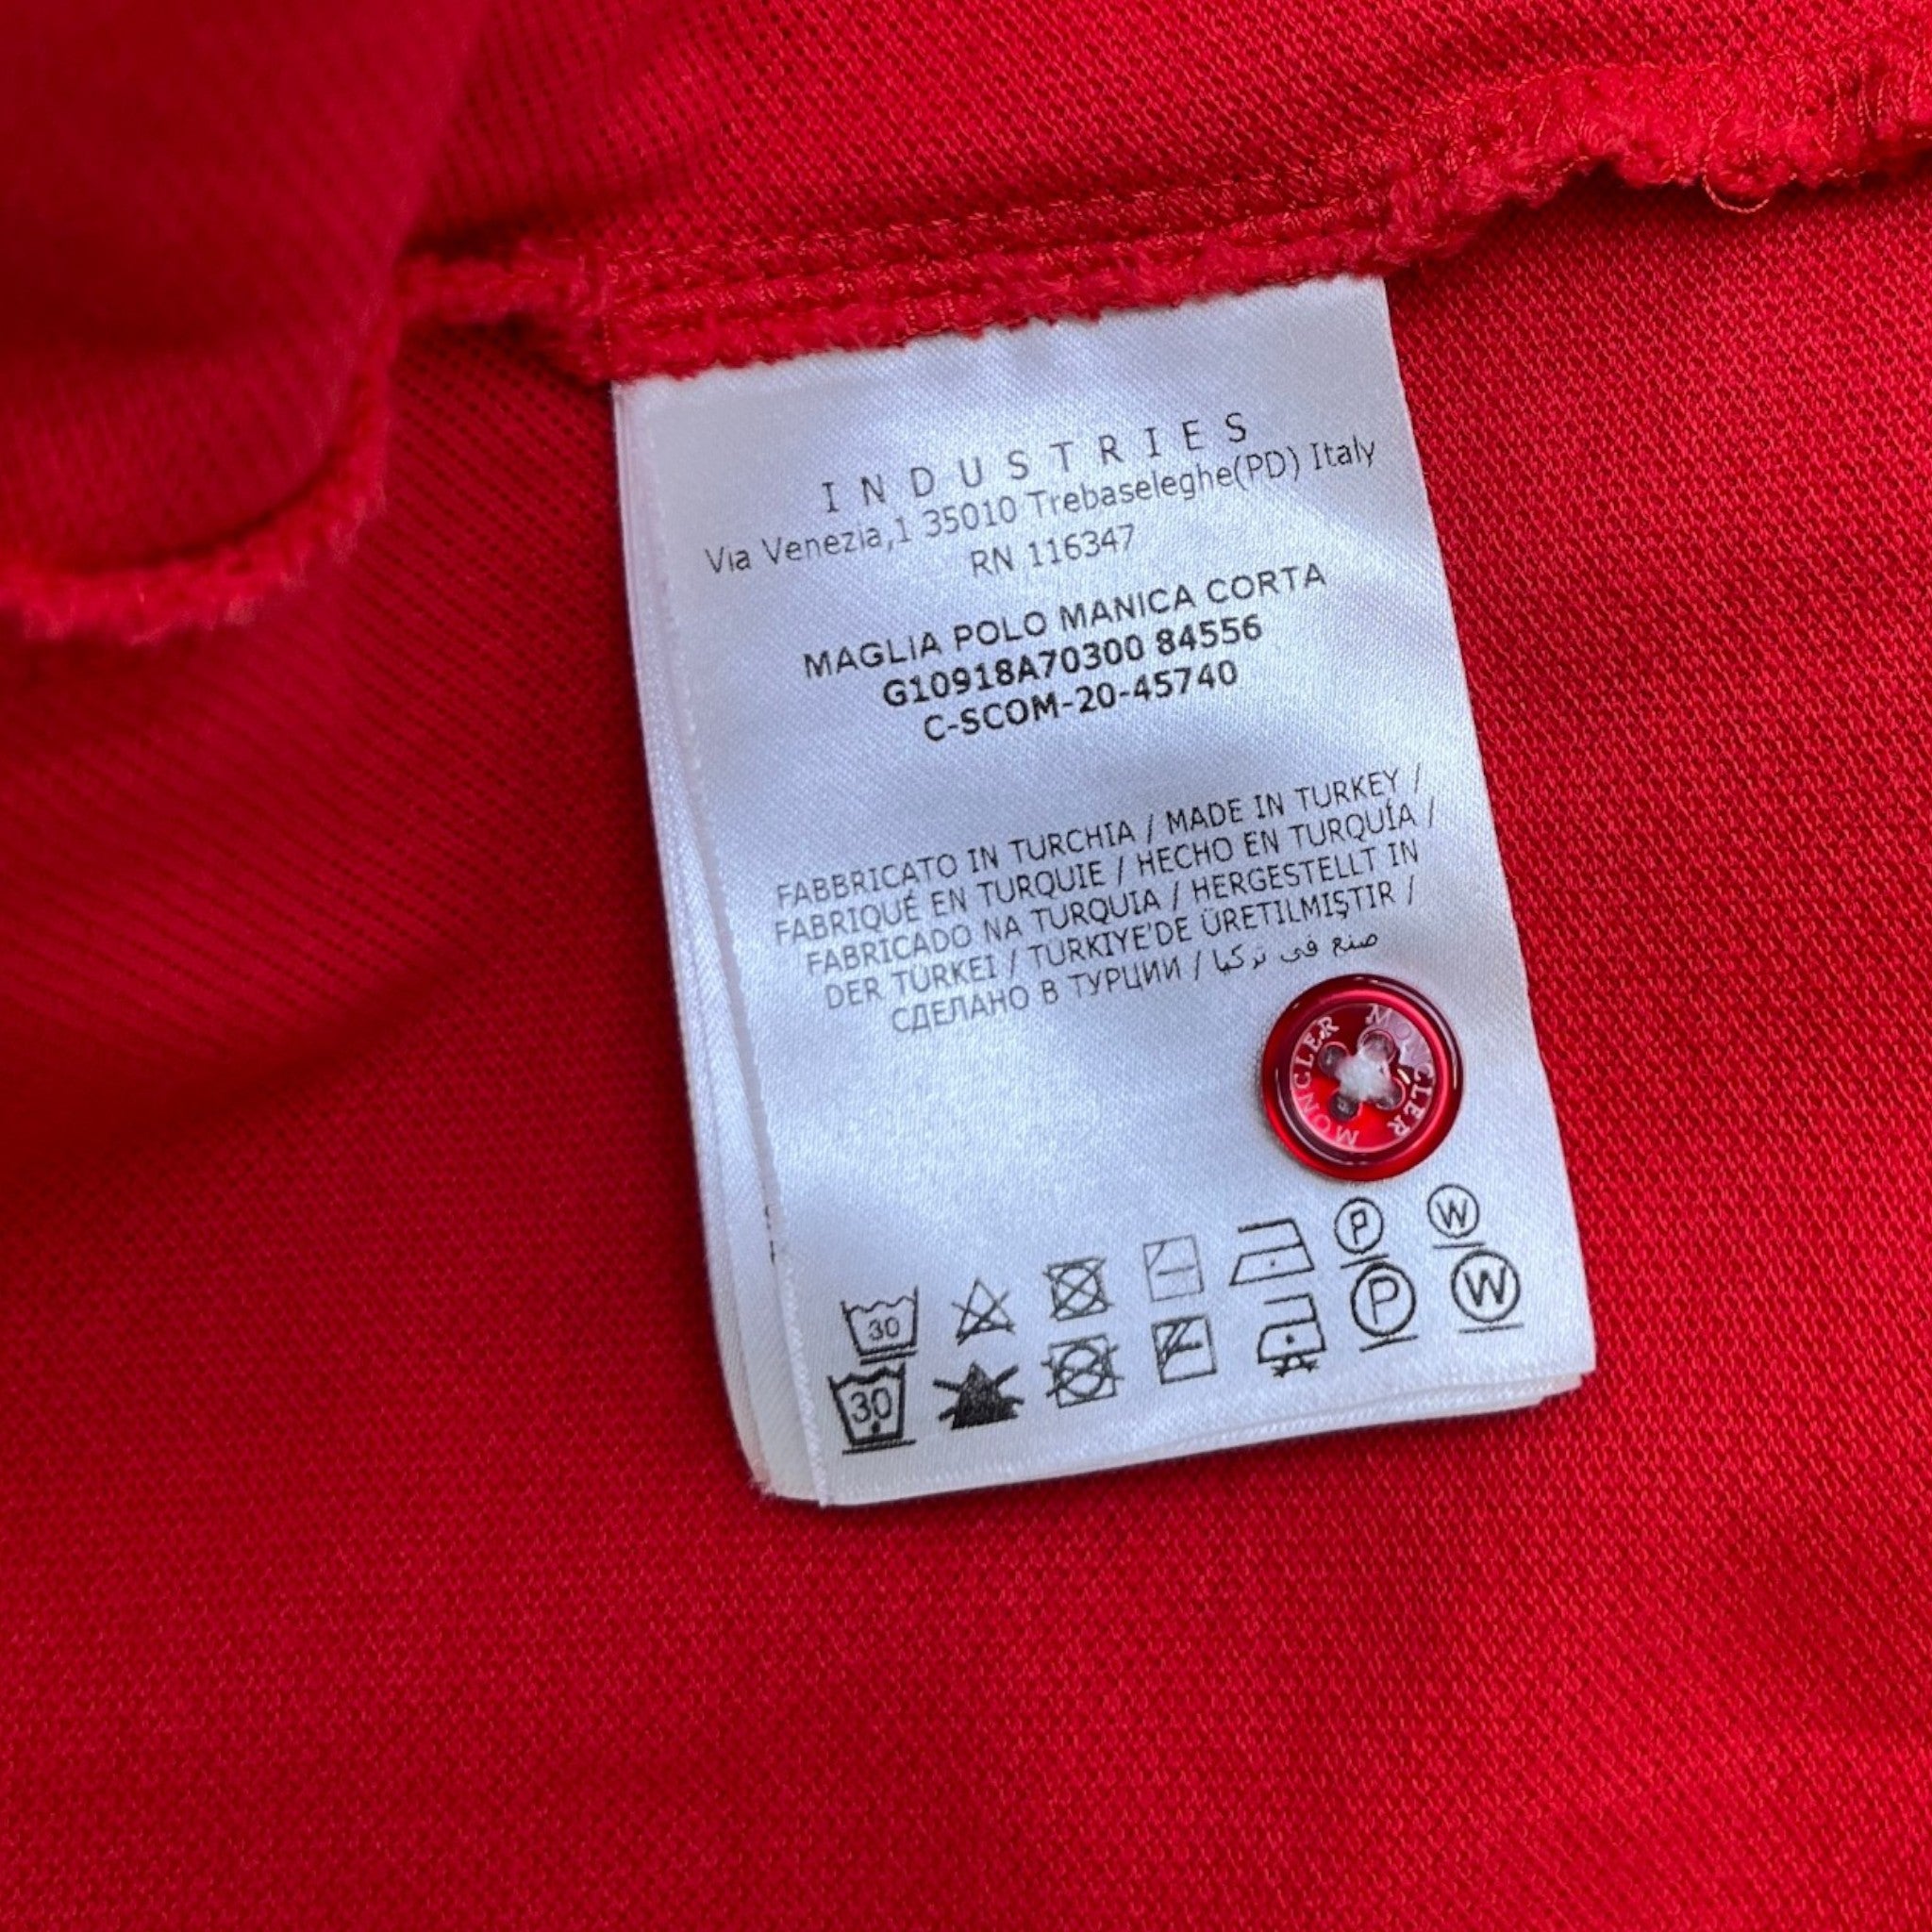 INDUSTRIES
Via Venezia,1 35010 Trebaseleghe(PD) Italy
RN 116347
MAGLIA POLO MANICA CORTA
G10918A70300 84556
C-SCOM-20-45740
FABBRICATO IN TURCHIA / MADE IN TURKEY /
FABRIQUÉ EN TURQUIE / HECHO EN TURQUÍA /
FABRICADO NA TURQUIA / HERGESTELLT IN
DER TÜRKEI / TÜRKIYE'DE ÜRETILMIŞTIR /
СДЕЛАНО В ТУРЦИИ / صنع في تركيا
MONCLER MONCLER
P W
30
P W
30